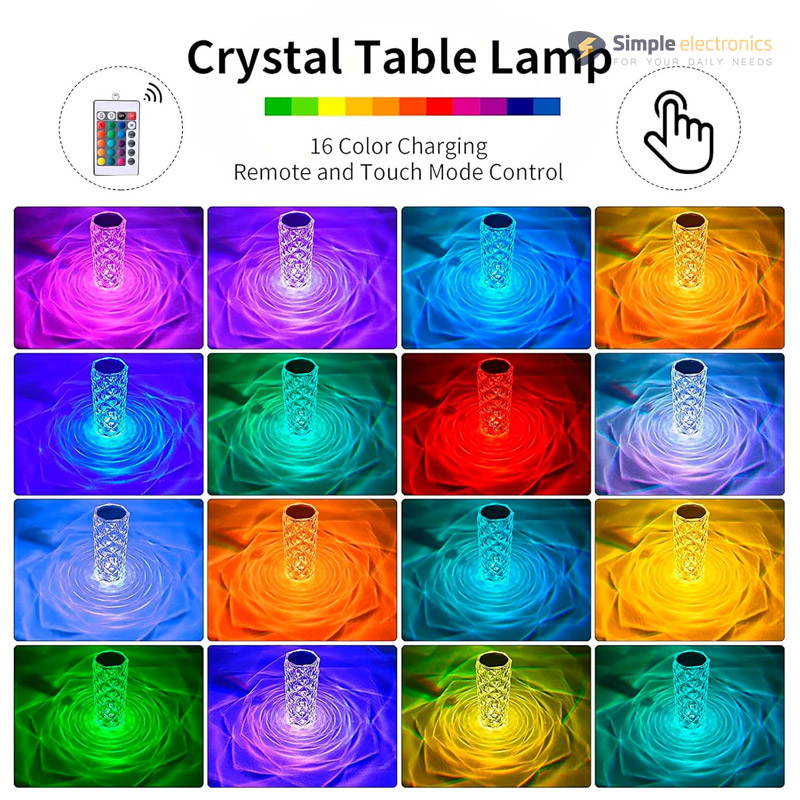 Crystal Table Lamp
Simple electronics
FOR YOUR DAILY NEEDS
16 Color Charging
Remote and Touch Mode Control